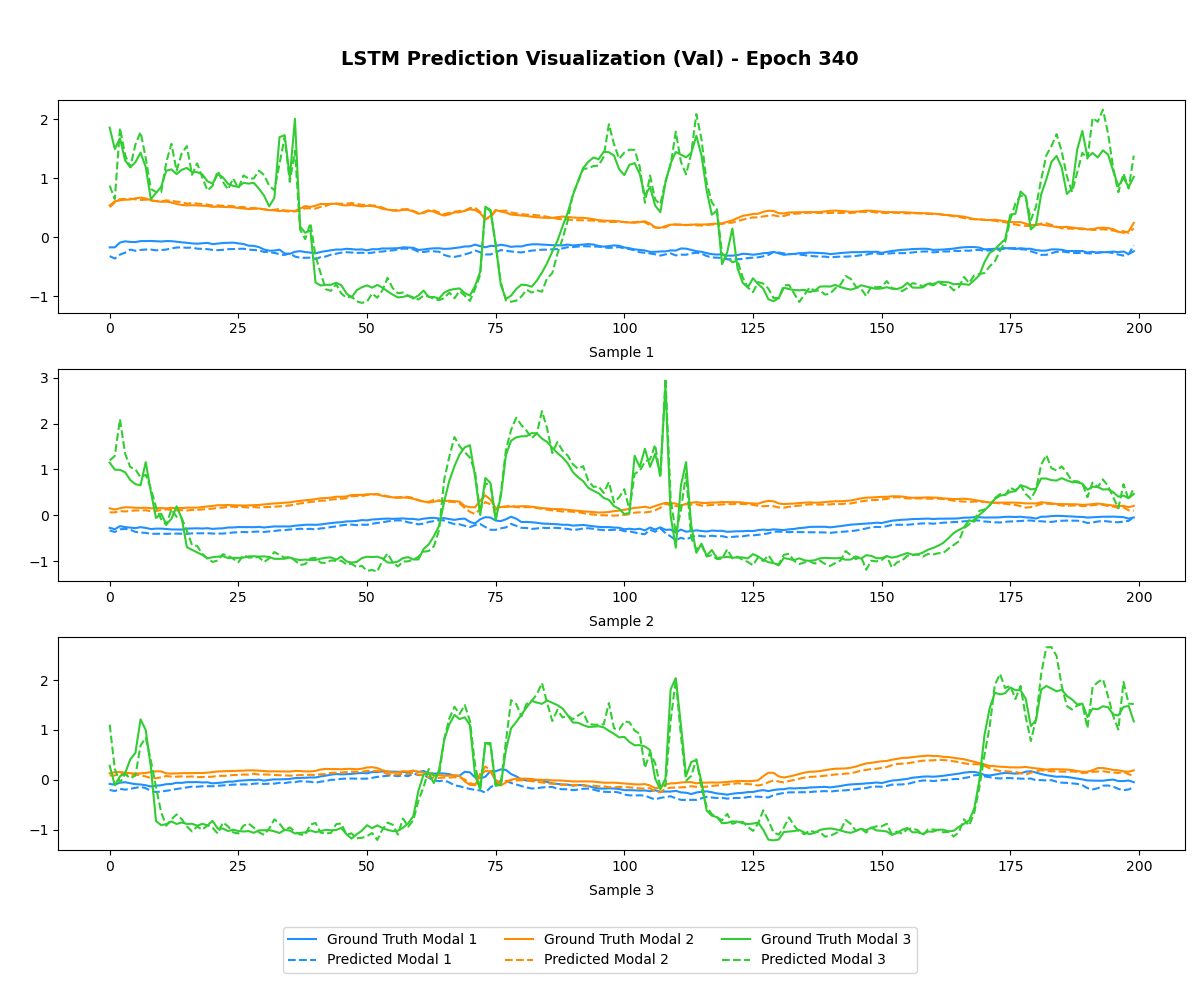 LSTM Prediction Visualization (Val) - Epoch 340
2
1
0
−1
0 25 50 75 100 125 150 175 200
Sample 1
3
2
1
0
−1
0 25 50 75 100 125 150 175 200
Sample 2
2
1
0
−1
0 25 50 75 100 125 150 175 200
Sample 3
Ground Truth Modal 1 Ground Truth Modal 2 Ground Truth Modal 3
Predicted Modal 1 Predicted Modal 2 Predicted Modal 3